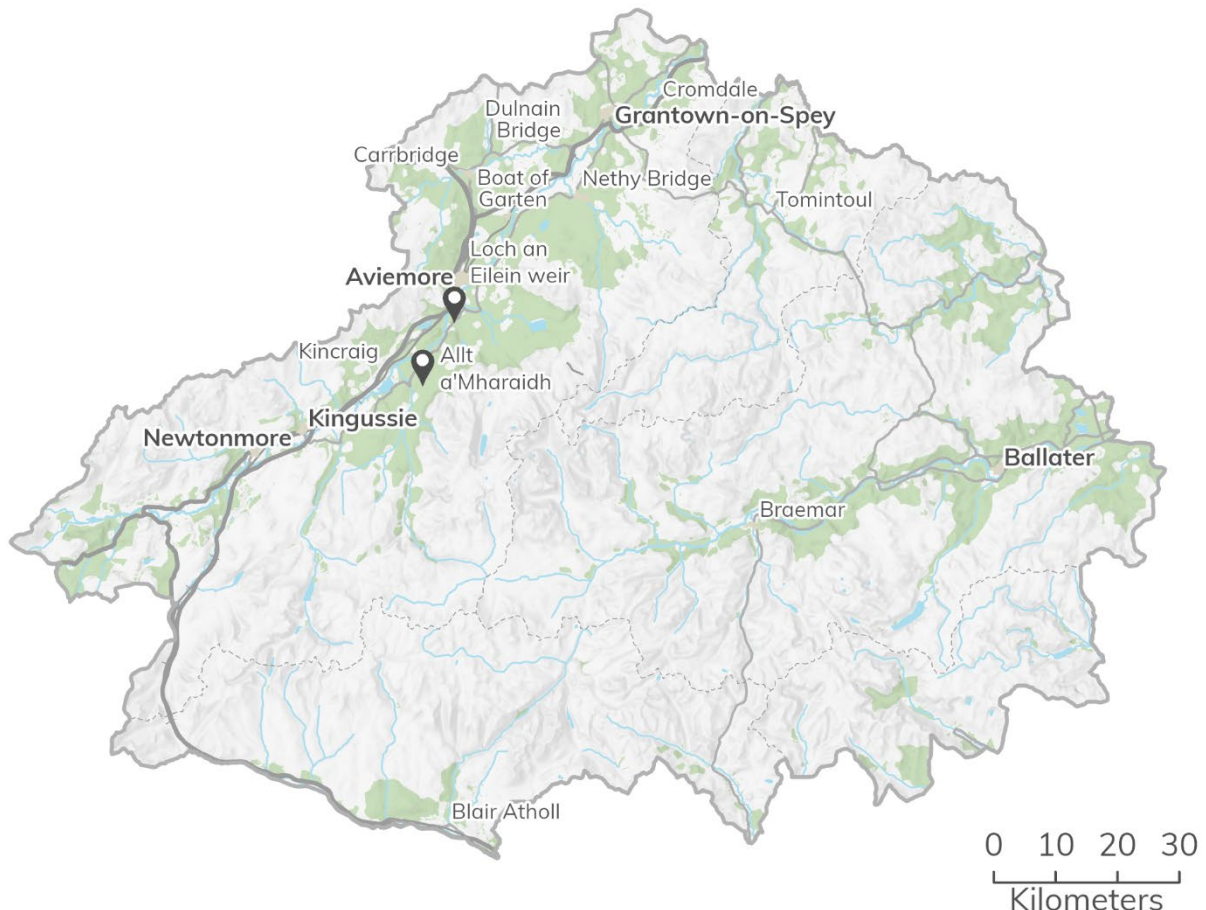 Cromdale
Grantown-on-Spey
Dulnain
Bridge
Carrbridge
Boat of
Garten
Nethy Bridge
Tomintoul
Loch an
Eilein weir
Aviemore
Kincraig
Allt
a'Mharaidh
Kingussie
Newtonmore
Ballater
Braemar
Blair Atholl
0 10 20 30
Kilometers